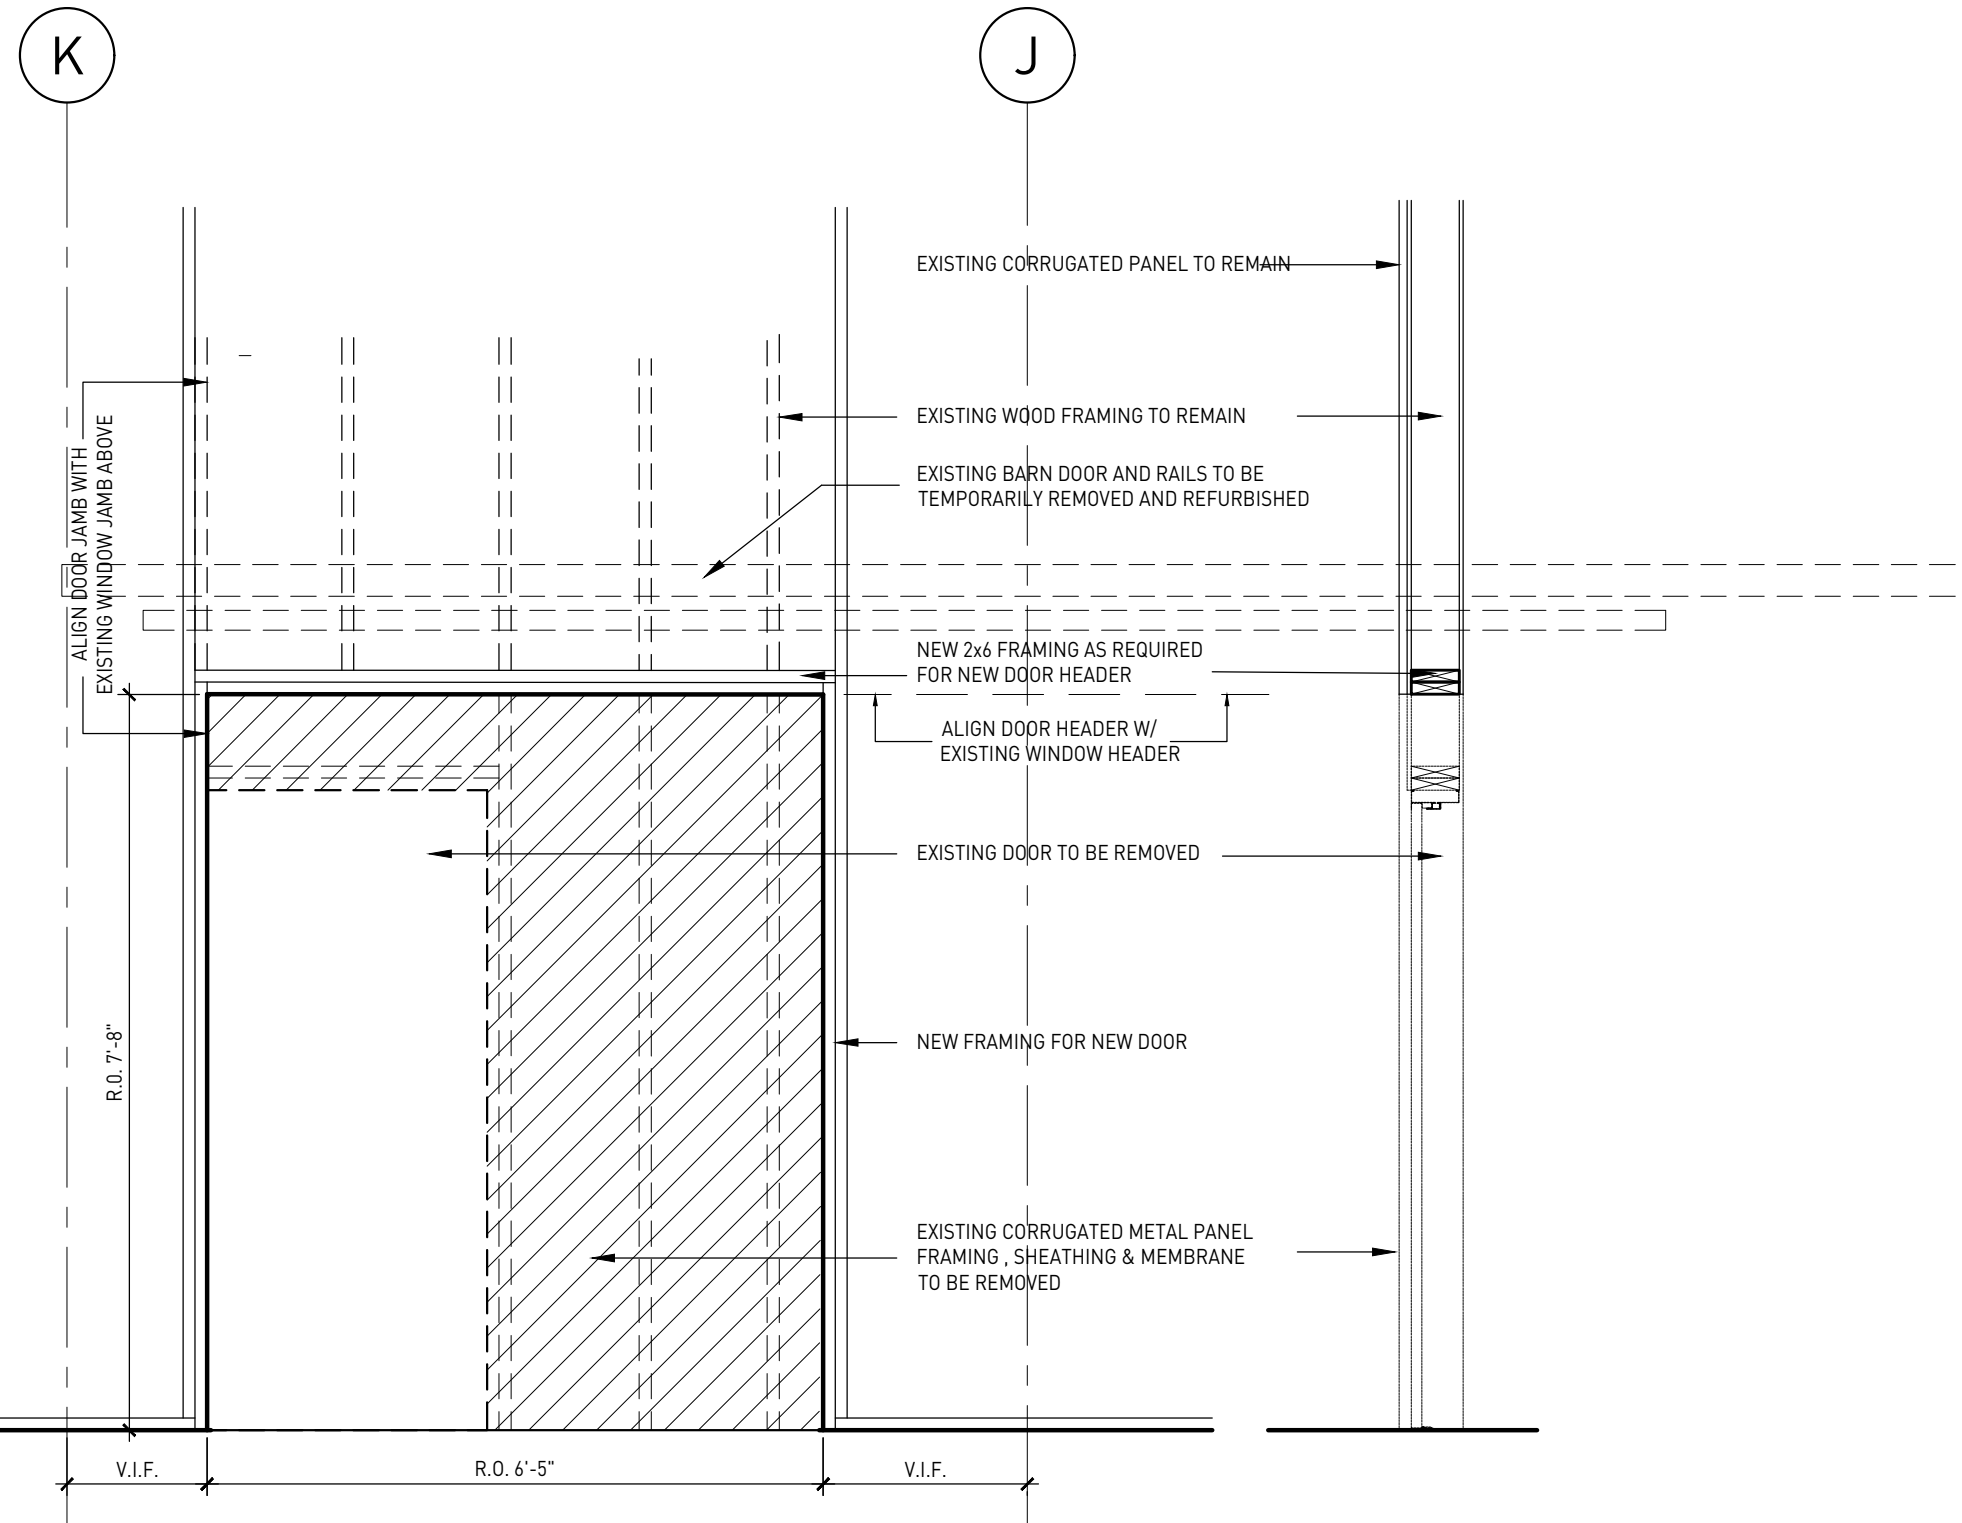 K
J
EXISTING CORRUGATED PANEL TO REMAIN
EXISTING WOOD FRAMING TO REMAIN
EXISTING BARN DOOR AND RAILS TO BE
TEMPORARILY REMOVED AND REFURBISHED
ALIGN DOOR JAMB WITH
EXISTING WINDOW JAMB ABOVE
NEW 2x6 FRAMING AS REQUIRED
FOR NEW DOOR HEADER
ALIGN DOOR HEADER W/
EXISTING WINDOW HEADER
EXISTING DOOR TO BE REMOVED
R.O. 7'-8"
NEW FRAMING FOR NEW DOOR
EXISTING CORRUGATED METAL PANEL
FRAMING , SHEATHING & MEMBRANE
TO BE REMOVED
V.I.F.
R.O. 6'-5"
V.I.F.